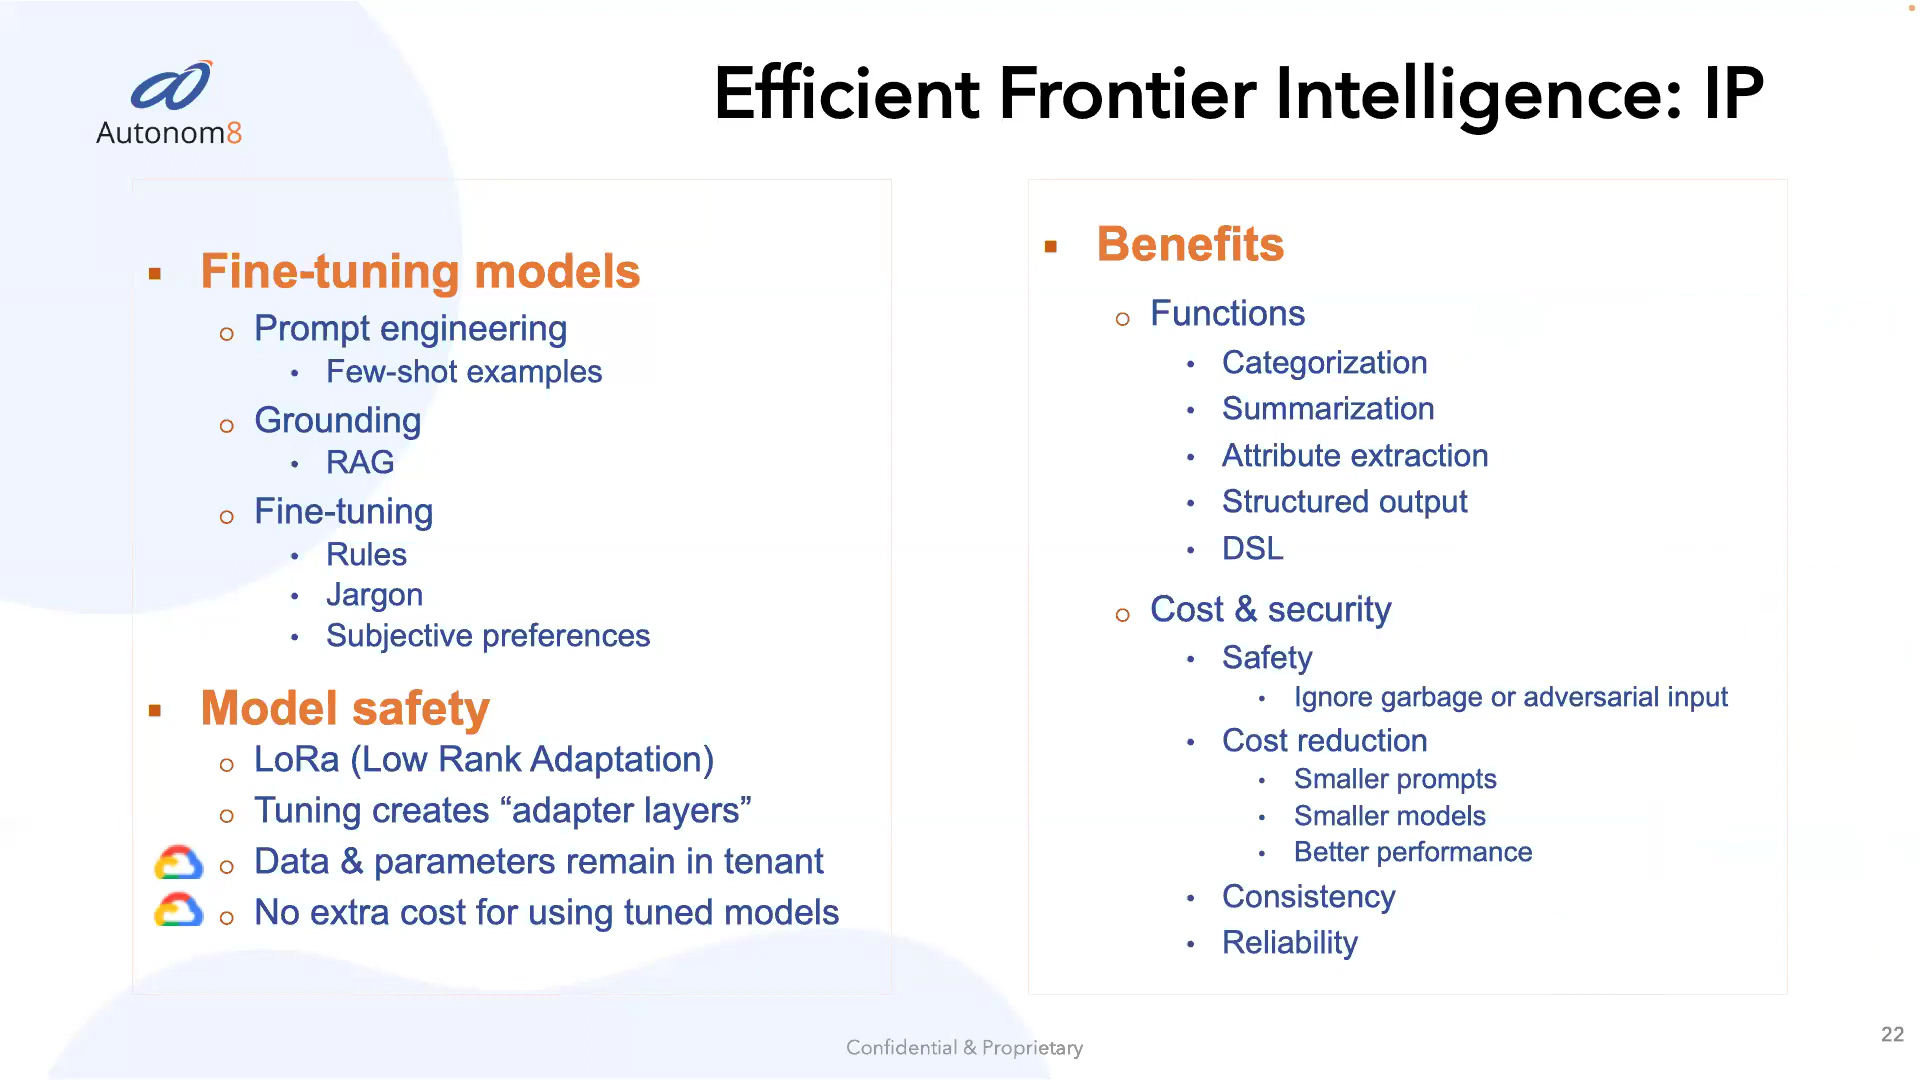 Autonom8
Efficient Frontier Intelligence: IP
Fine-tuning models
Prompt engineering
Few-shot examples
Grounding
RAG
Fine-tuning
Rules
Jargon
Subjective preferences
Model safety
LoRa (Low Rank Adaptation)
Tuning creates “adapter layers”
Data & parameters remain in tenant
No extra cost for using tuned models
Benefits
Functions
Categorization
Summarization
Attribute extraction
Structured output
DSL
Cost & security
Safety
Ignore garbage or adversarial input
Cost reduction
Smaller prompts
Smaller models
Better performance
Consistency
Reliability
Confidential & Proprietary
22